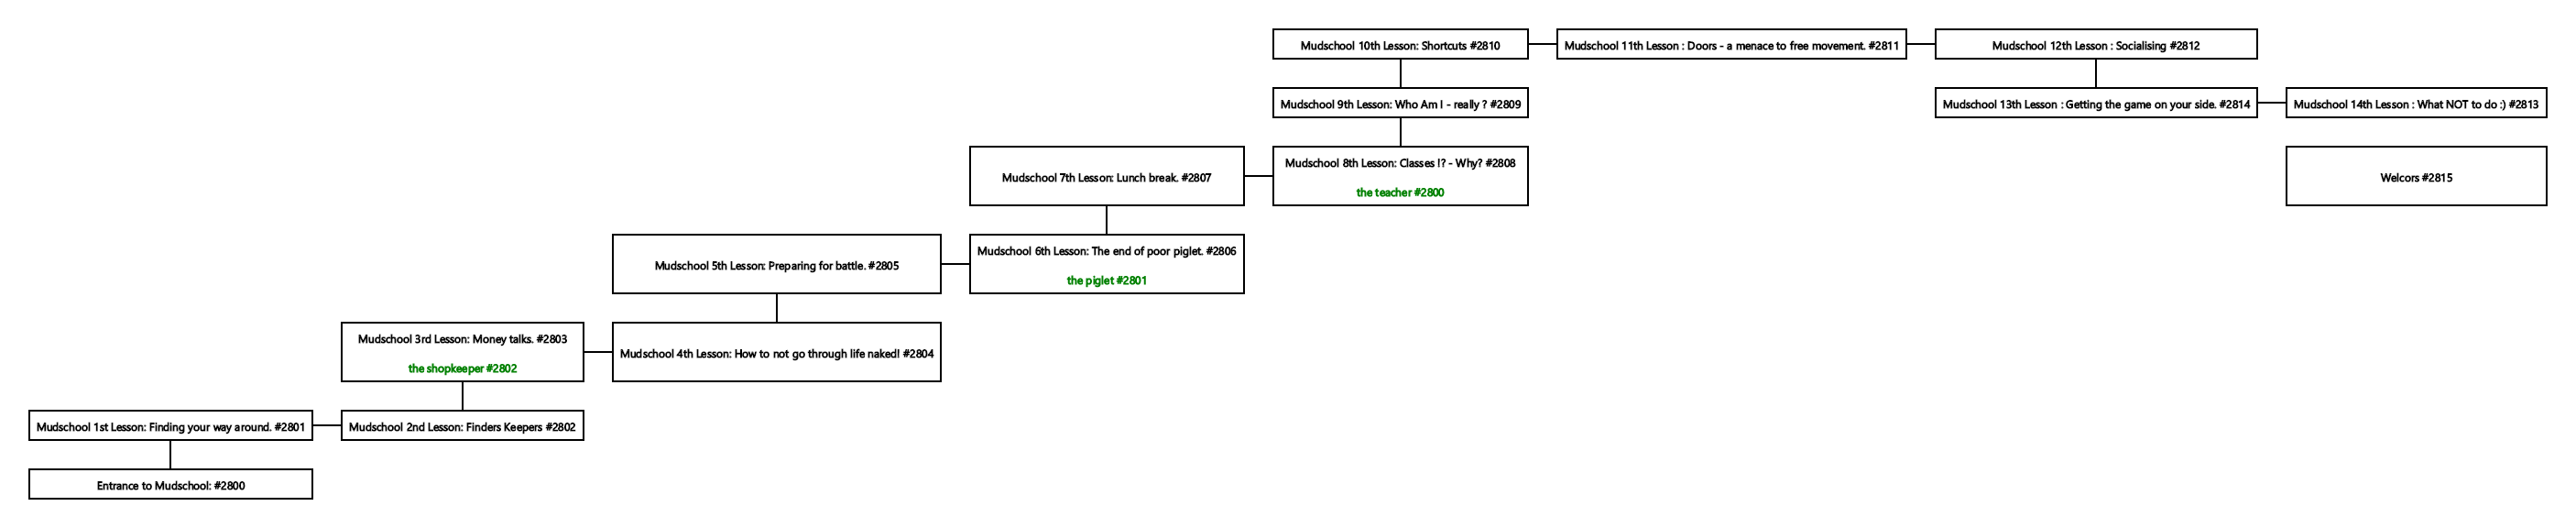 Mudschool 10th Lesson: Shortcuts #2810
Mudschool 11th Lesson : Doors - a menace to free movement. #2811
Mudschool 12th Lesson : Socialising #2812
Mudschool 9th Lesson: Who Am I - really ? #2809
Mudschool 13th Lesson : Getting the game on your side. #2814
Mudschool 14th Lesson : What NOT to do :) #2813
Mudschool 7th Lesson: Lunch break. #2807
Mudschool 8th Lesson: Classes !? - Why? #2808
the teacher #2800
Welcors #2815
Mudschool 5th Lesson: Preparing for battle. #2805
Mudschool 6th Lesson: The end of poor piglet. #2806
the piglet #2801
Mudschool 3rd Lesson: Money talks. #2803
the shopkeeper #2802
Mudschool 4th Lesson: How to not go through life naked! #2804
Mudschool 1st Lesson: Finding your way around. #2801
Mudschool 2nd Lesson: Finders Keepers #2802
Entrance to Mudschool: #2800